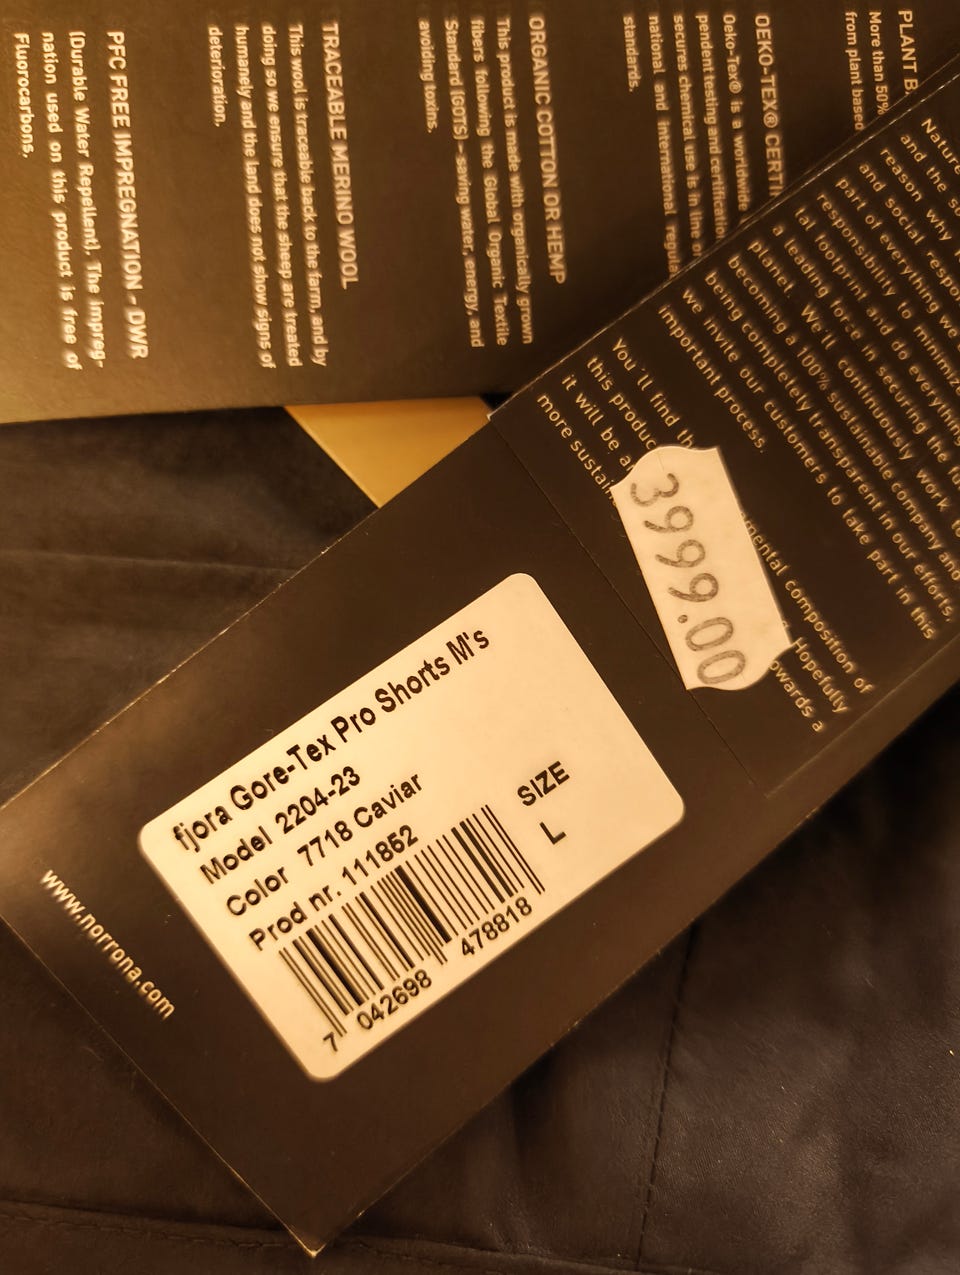 PFC FREE IMPREGNATION - DWR
(Durable Water Repellent). The impreg-
nation used on this product is free of
Fluorocarbons.
TRACEABLE MERINO WOOL
This wool is traceable back to the farm, and by
doing so we ensure that the sheep are treated
humanely and the land does not show signs of
deterioration.
ORGANIC COTTON OR HEMP
This product is made with organically grown
fibers following the Global Organic Textile
Standard (GOTS) - saving water, energy, and
avoiding toxins.
OEKO-TEX® CERTI
Oeko-Tex® is a worldwide
pendent testing and certification
secures chemical use is in line
national and international
standards.
PLANT B
More than 50%
from plant based
Nature
and the
reason why
and social
part of everything we
responsibility to minimize
tal footprint and do everything
a leading force in securing the
planet. We'll continuously work
becoming a 100% sustainable company and
being completely transparent in our efforts,
We invite our customers to take part in this
important process.
You'll find th
mental composition of
this produc
Hopefully
it will be a
owards a
more sustai
3999.00
fjora Gore-Tex Pro Shorts M's
Model 2204-23
Color 7718 Caviar
Prod nr. 111852
SIZE
L
7 042698 478818
www.norrona.com